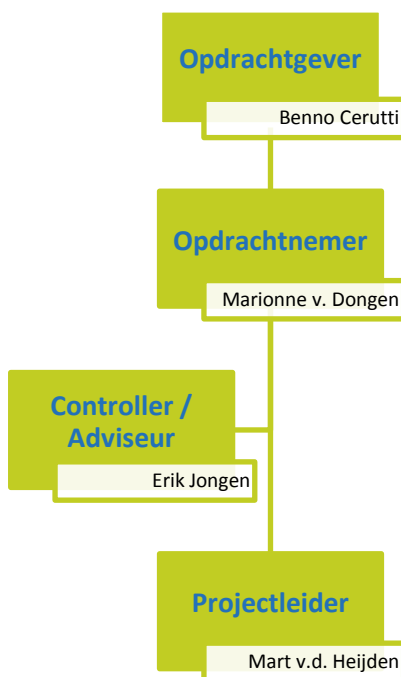 Opdrachtgever
Benno Cerutti
Opdrachtnemer
Marionne v. Dongen
Controller /
Adviseur
Erik Jongen
Projectleider
Mart v.d. Heijden